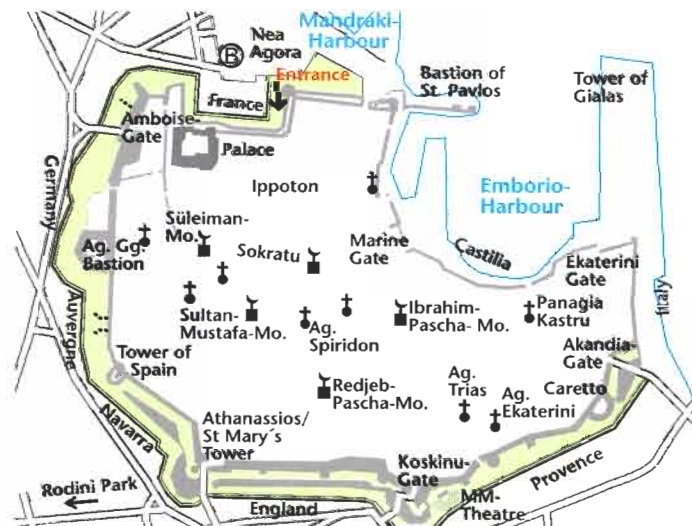 Mandráki-
Harbour
Nea
Agora
B
Entrance
Bastion of
St. Pavlos
Tower of
Gialas
France
Amboise-
Gate
Palace
Germany
Ippoton
Emborio-
Harbour
Süleiman-
Mo.
Ag. Gg.
Bastion
Sokratu
Marine
Gate
Castilia
Ekaterini
Gate
Sultan-
Mustafa-Mo.
Ag.
Spiridon
Ibrahim-
Pascha-Mo.
Panagia
Kastru
Italy
Auvergne
Tower of
Spain
Akandia-
Gate
Redjeb-
Pascha-Mo.
Ag.
Trias
Ag.
Ekaterini
Caretto
Navarra
Athanassios/
St Mary´s
Tower
Koskinu-
Gate
Provence
Rodini Park
England
MM-
Theatre